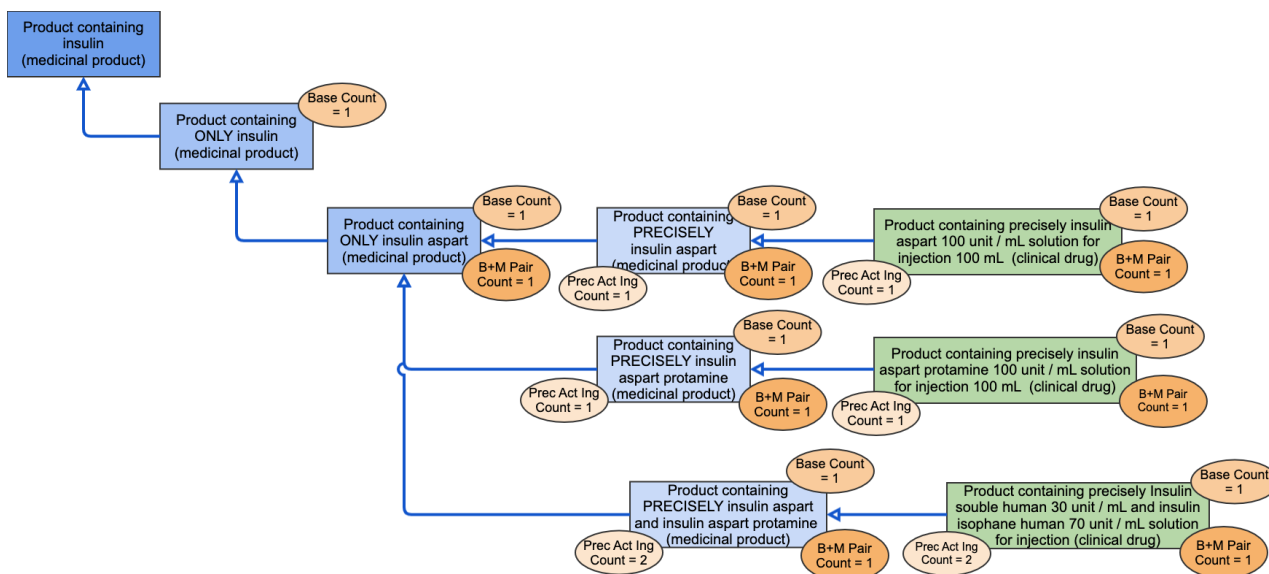 Product containing
insulin
(medicinal product)
Base Count
= 1
Product containing
ONLY insulin
(medicinal product)
Base Count
= 1
Product containing
ONLY insulin aspart
(medicinal product)
B+M Pair
Count = 1
Base Count
= 1
Product containing
PRECISELY
insulin aspart
(medicinal product)
Prec Act Ing
Count = 1
B+M Pair
Count = 1
Base Count
= 1
Product containing precisely insulin
aspart 100 unit / mL solution for
injection 100 mL (clinical drug)
Prec Act Ing
Count = 1
B+M Pair
Count = 1
Base Count
= 1
Product containing
PRECISELY insulin
aspart protamine
(medicinal product)
Prec Act Ing
Count = 1
B+M Pair
Count = 1
Base Count
= 1
Product containing precisely insulin
aspart protamine 100 unit / mL solution
for injection 100 mL (clinical drug)
Prec Act Ing
Count = 1
B+M Pair
Count = 1
Base Count
= 1
Product containing
PRECISELY insulin aspart
and insulin aspart protamine
(medicinal product)
Prec Act Ing
Count = 2
B+M Pair
Count = 1
Base Count
= 1
Product containing precisely Insulin
souble human 30 unit / mL and insulin
isophane human 70 unit / mL solution
for injection (clinical drug)
Prec Act Ing
Count = 2
B+M Pair
Count = 1